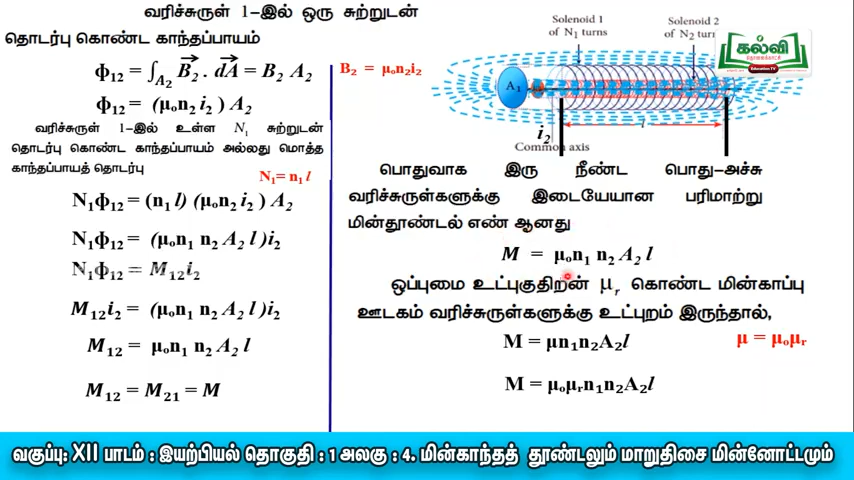 வரிச்சுருள் 1-இல் ஒரு சுற்றுடன்
தொடர்பு கொண்ட காந்தப்பாயம்
ϕ₁₂ = ∫A₂ B₂ . dA = B₂ A₂
ϕ₁₂ = (μₒn₂ i₂ ) A₂
வரிச்சுருள் 1-இல் உள்ள N₁ சுற்றுடன்
தொடர்பு கொண்ட காந்தப்பாயம் அல்லது மொத்த
காந்தப்பாயத் தொடர்பு
N₁= n₁ l
N₁ϕ₁₂ = (n₁ l) (μₒn₂ i₂ ) A₂
N₁ϕ₁₂ = (μₒn₁ n₂ A₂ l )i₂
N₁ϕ₁₂ = M₁₂i₂
M₁₂i₂ = (μₒn₁ n₂ A₂ l )i₂
M₁₂ = μₒn₁ n₂ A₂ l
M₁₂ = M₂₁ = M
B₂ = μₒn₂i₂
Solenoid 1
of N₁ turns
Solenoid 2
of N₂ turn
கல்வி
தொலைக்காட்சி
Education TV
A₁
i₂
l
Common axis
பொதுவாக இரு நீண்ட பொது-அச்சு
வரிச்சுருள்களுக்கு இடையேயான பரிமாற்று
மின்தூண்டல் எண் ஆனது
M = μₒn₁ n₂ A₂ l
ஒப்புமை உட்புகுதிறன் μᵣ கொண்ட மின்காப்பு
ஊடகம் வரிச்சுருள்களுக்கு உட்புறம் இருந்தால்,
M = μn₁n₂A₂l
μ = μₒμᵣ
M = μₒμᵣn₁n₂A₂l
வகுப்பு: XII பாடம் : இயற்பியல் தொகுதி : 1 அலகு : 4. மின்காந்தத் தூண்டலும் மாறுதிசை மின்னோட்டமும்